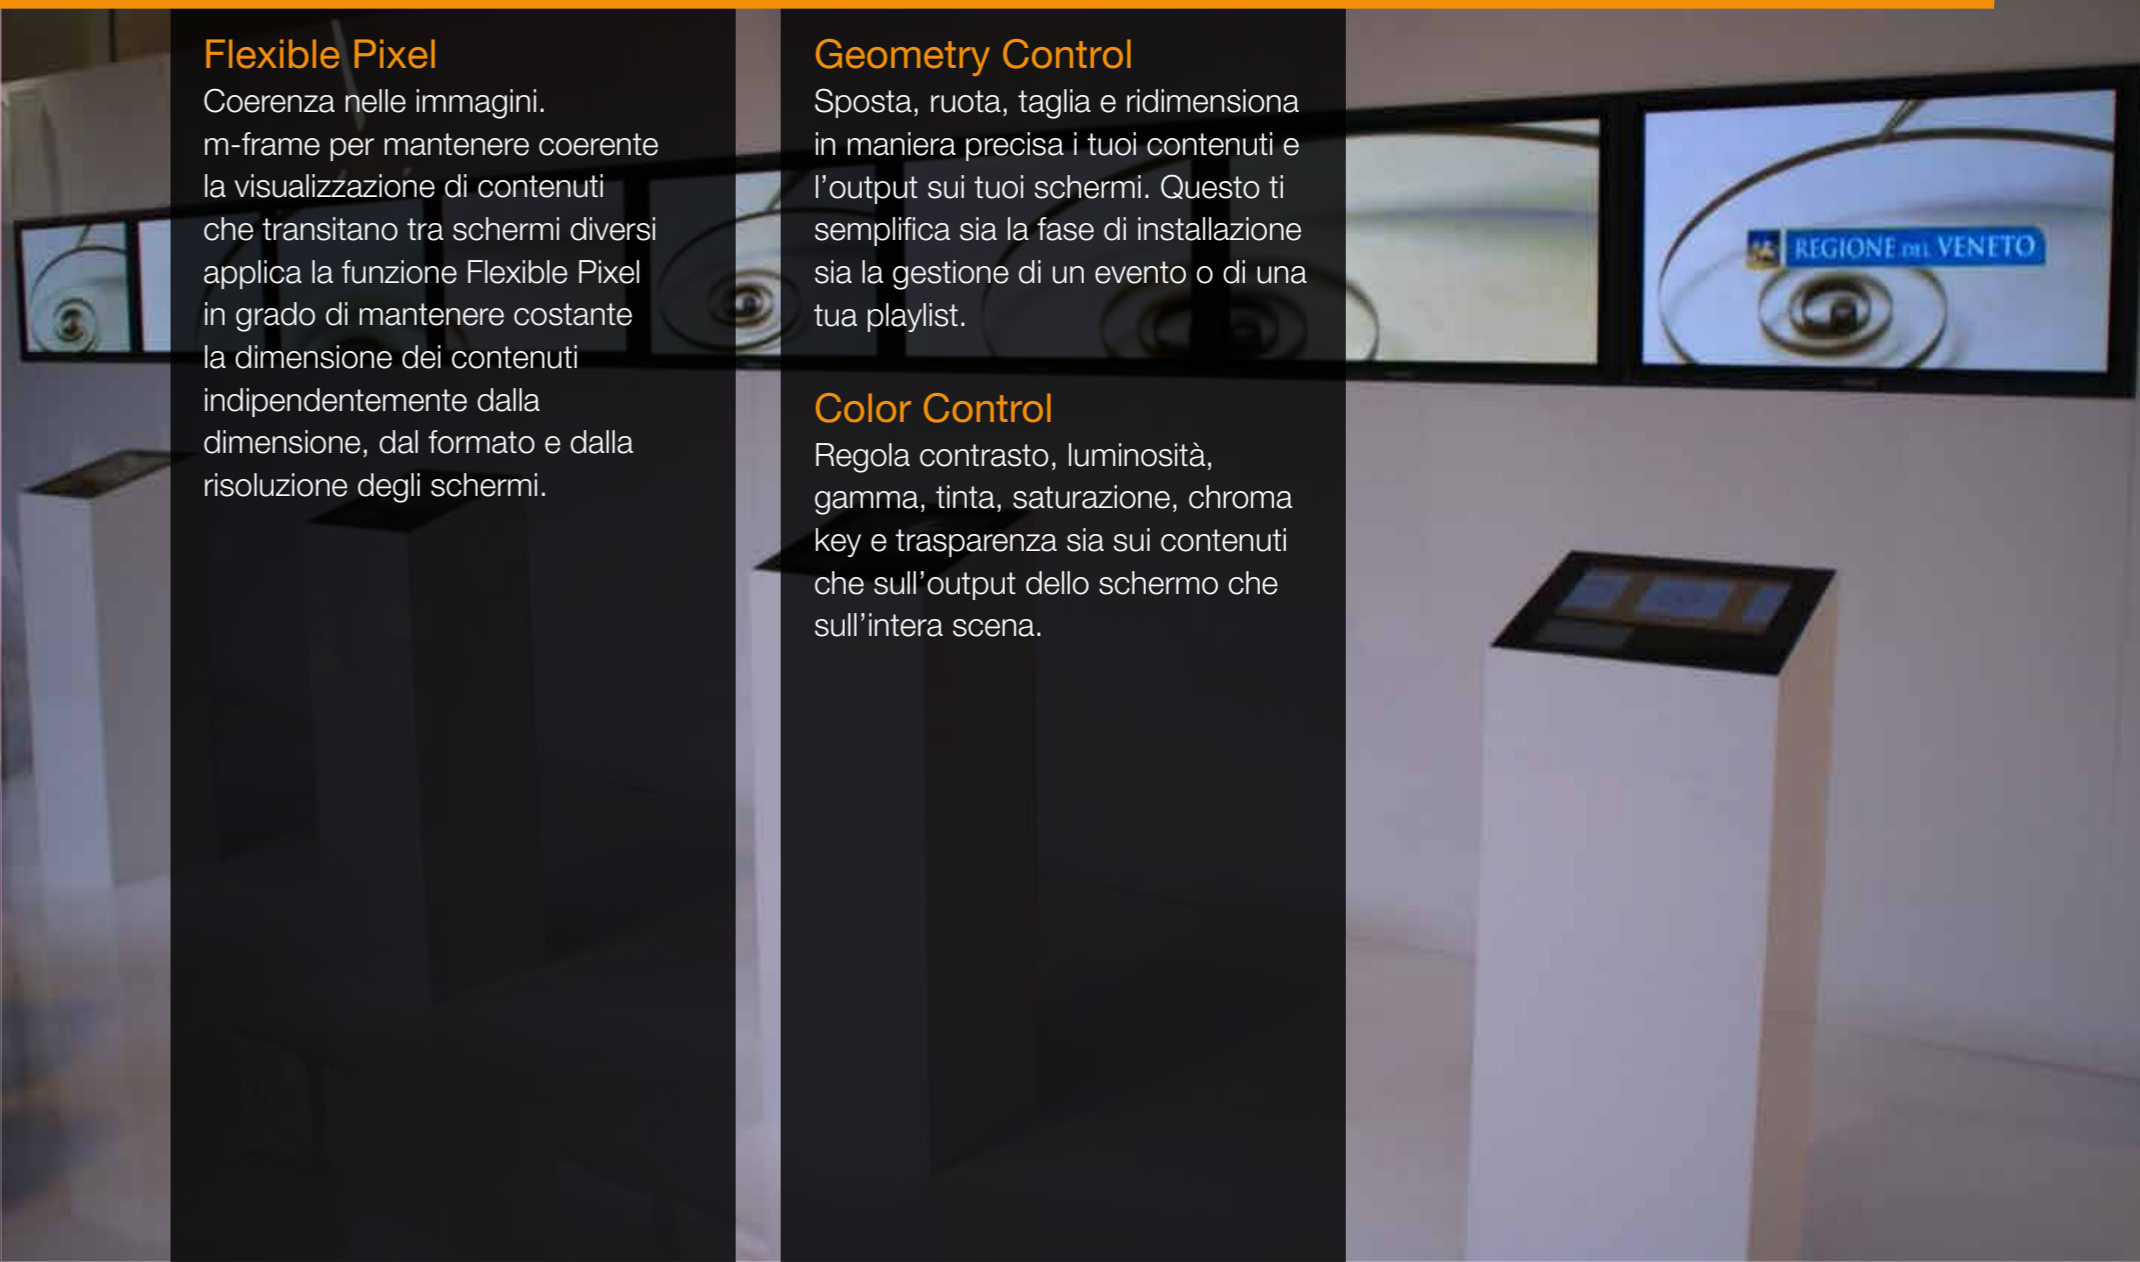 Flexible Pixel
Coerenza nelle immagini.
m-frame per mantenere coerente
la visualizzazione di contenuti
che transitano tra schermi diversi
applica la funzione Flexible Pixel
in grado di mantenere costante
la dimensione dei contenuti
indipendentemente dalla
dimensione, dal formato e dalla
risoluzione degli schermi.
Geometry Control
Sposta, ruota, taglia e ridimensiona
in maniera precisa i tuoi contenuti e
l’output sui tuoi schermi. Questo ti
semplifica sia la fase di installazione
sia la gestione di un evento o di una
tua playlist.
Color Control
Regola contrasto, luminosità,
gamma, tinta, saturazione, chroma
key e trasparenza sia sui contenuti
che sull’output dello schermo che
sull’intera scena.
REGIONE DEL VENETO